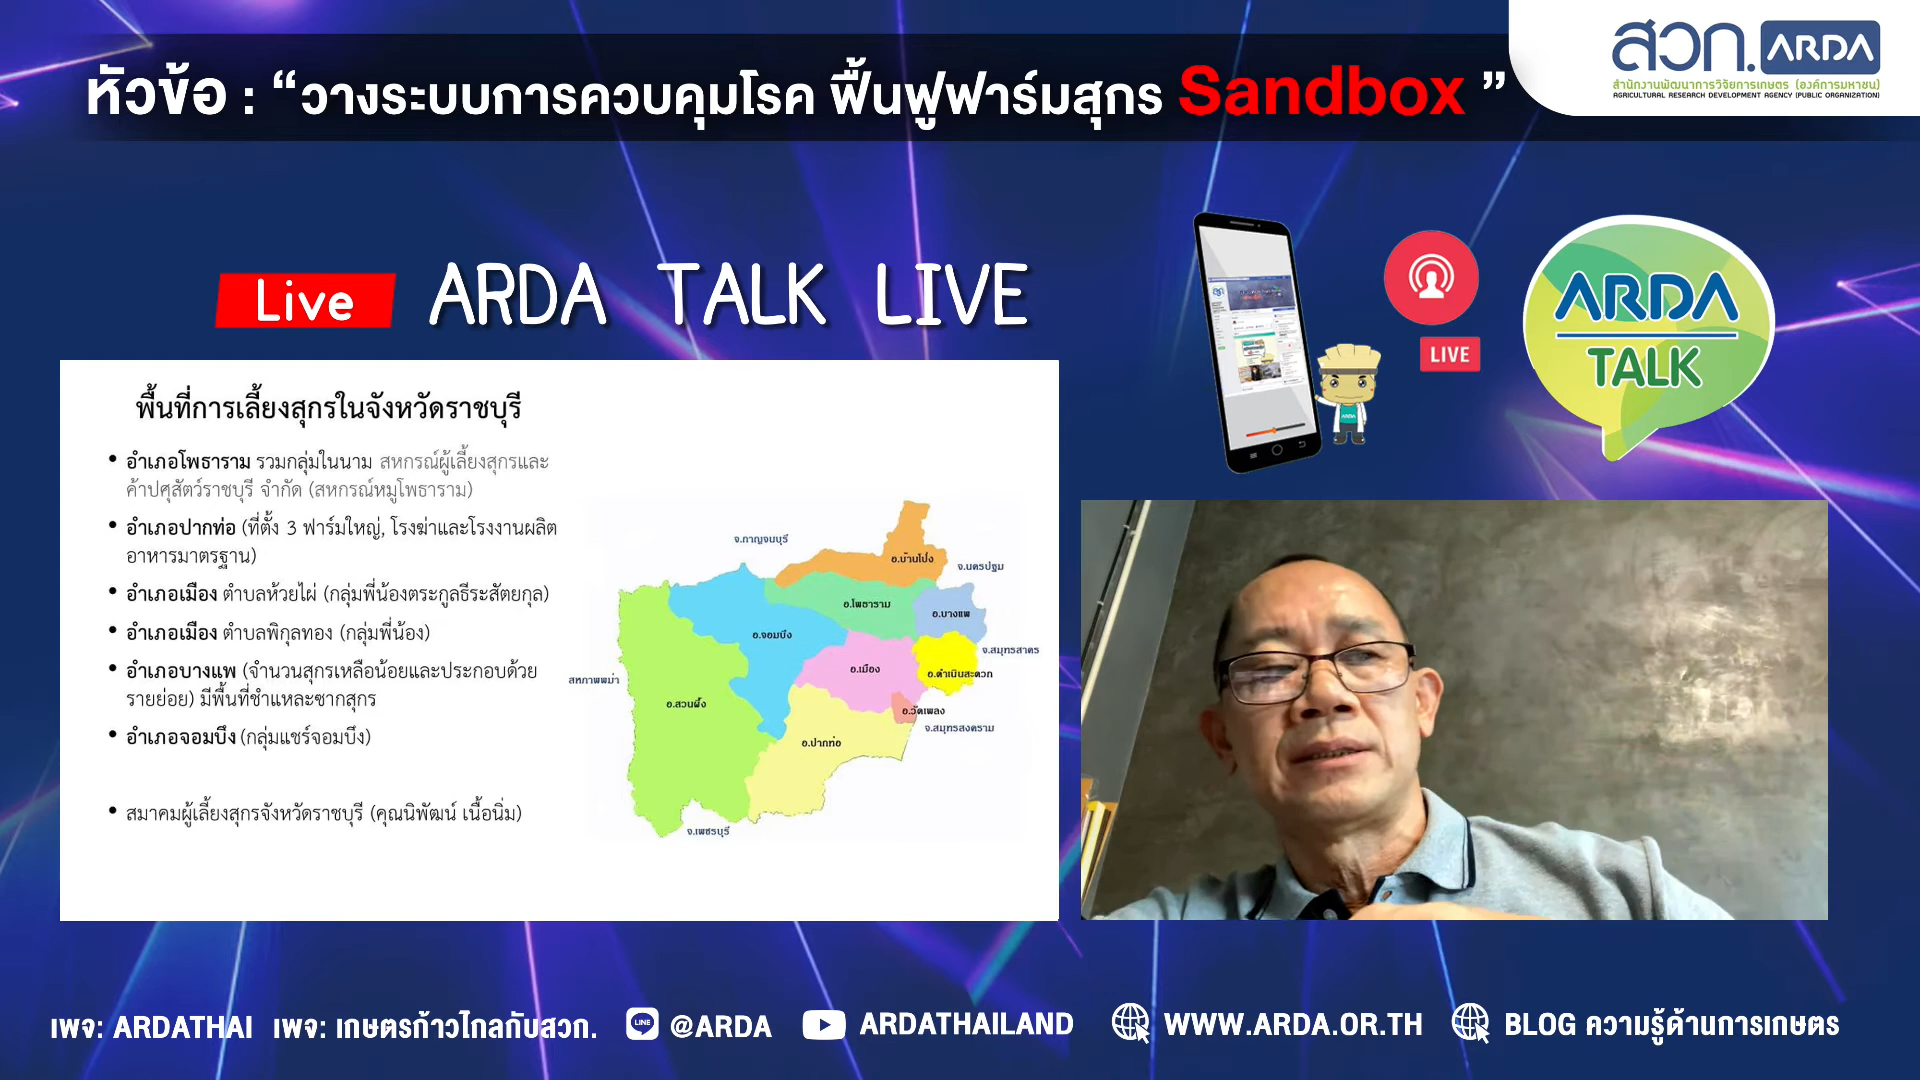 หัวข้อ : “วางระบบการควบคุมโรค ฟื้นฟูฟาร์มสุกร Sandbox ”
สวก. ARDA
สำนักงานพัฒนาการวิจัยการเกษตร (องค์การมหาชน)
AGRICULTURAL RESEARCH DEVELOPMENT AGENCY (PUBLIC ORGANIZATION)
Live ARDA TALK LIVE
LIVE
ARDA
TALK
ARDA
พื้นที่การเลี้ยงสุกรในจังหวัดราชบุรี
• อำเภอโพธาราม รวมกลุ่มในนาม สหกรณ์ผู้เลี้ยงสุกรและ
ค้าปศุสัตว์ราชบุรี จำกัด (สหกรณ์หมูโพธาราม)
• อำเภอปากท่อ (ที่ตั้ง 3 ฟาร์มใหญ่, โรงฆ่าและโรงงานผลิต
อาหารมาตรฐาน)
• อำเภอเมือง ตำบลห้วยไผ่ (กลุ่มพี่น้องตระกูลธีระสัตยกุล)
• อำเภอเมือง ตำบลพิกุลทอง (กลุ่มพี่น้อง)
• อำเภอบางแพ (จำนวนสุกรเหลือน้อยและประกอบด้วย
รายย่อย) มีพื้นที่ชำแหละซากสุกร
• อำเภอจอมบึง (กลุ่มแชร์จอมบึง)
• สมาคมผู้เลี้ยงสุกรจังหวัดราชบุรี (คุณนิพัฒน์ เนื้อนิ่ม)
จ.กาญจนบุรี
อ.บ้านโป่ง
จ.นครปฐม
อ.โพธาราม
อ.บางแพ
อ.จอมบึง
จ.สมุทรสาคร
อ.เมือง
อ.ดำเนินสะดวก
สหภาพพม่า
อ.สวนผึ้ง
อ.วัดเพลง
จ.สมุทรสงคราม
อ.ปากท่อ
จ.เพชรบุรี
เพจ: ARDATHAI เพจ: เกษตรก้าวไกลกับสวก. LINE @ARDA ARDATHAILAND WWW.ARDA.OR.TH BLOG ความรู้ด้านการเกษตร